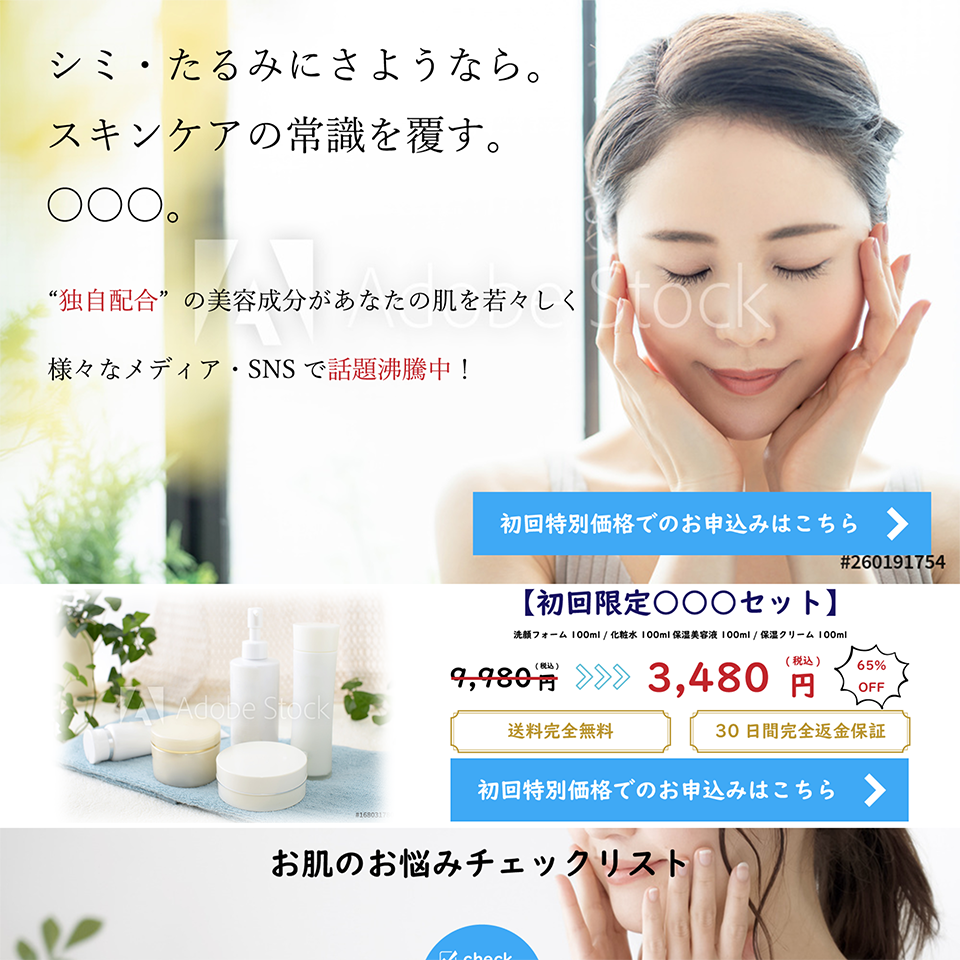 シミ・たるみにさようなら。
スキンケアの常識を覆す。
〇〇〇。
Adobe Stock
“独自配合”の美容成分があなたの肌を若々しく
様々なメディア・SNSで話題沸騰中！
初回特別価格でのお申込みはこちら
#260191754
【初回限定〇〇〇セット】
洗顔フォーム 100ml / 化粧水 100ml 保湿美容液 100ml / 保湿クリーム 100ml
9,980円(税込)
3,480円(税込)
65%
OFF
Adobe Stock
送料完全無料
30日間完全返金保証
初回特別価格でのお申込みはこちら
お肌のお悩みチェックリスト
check